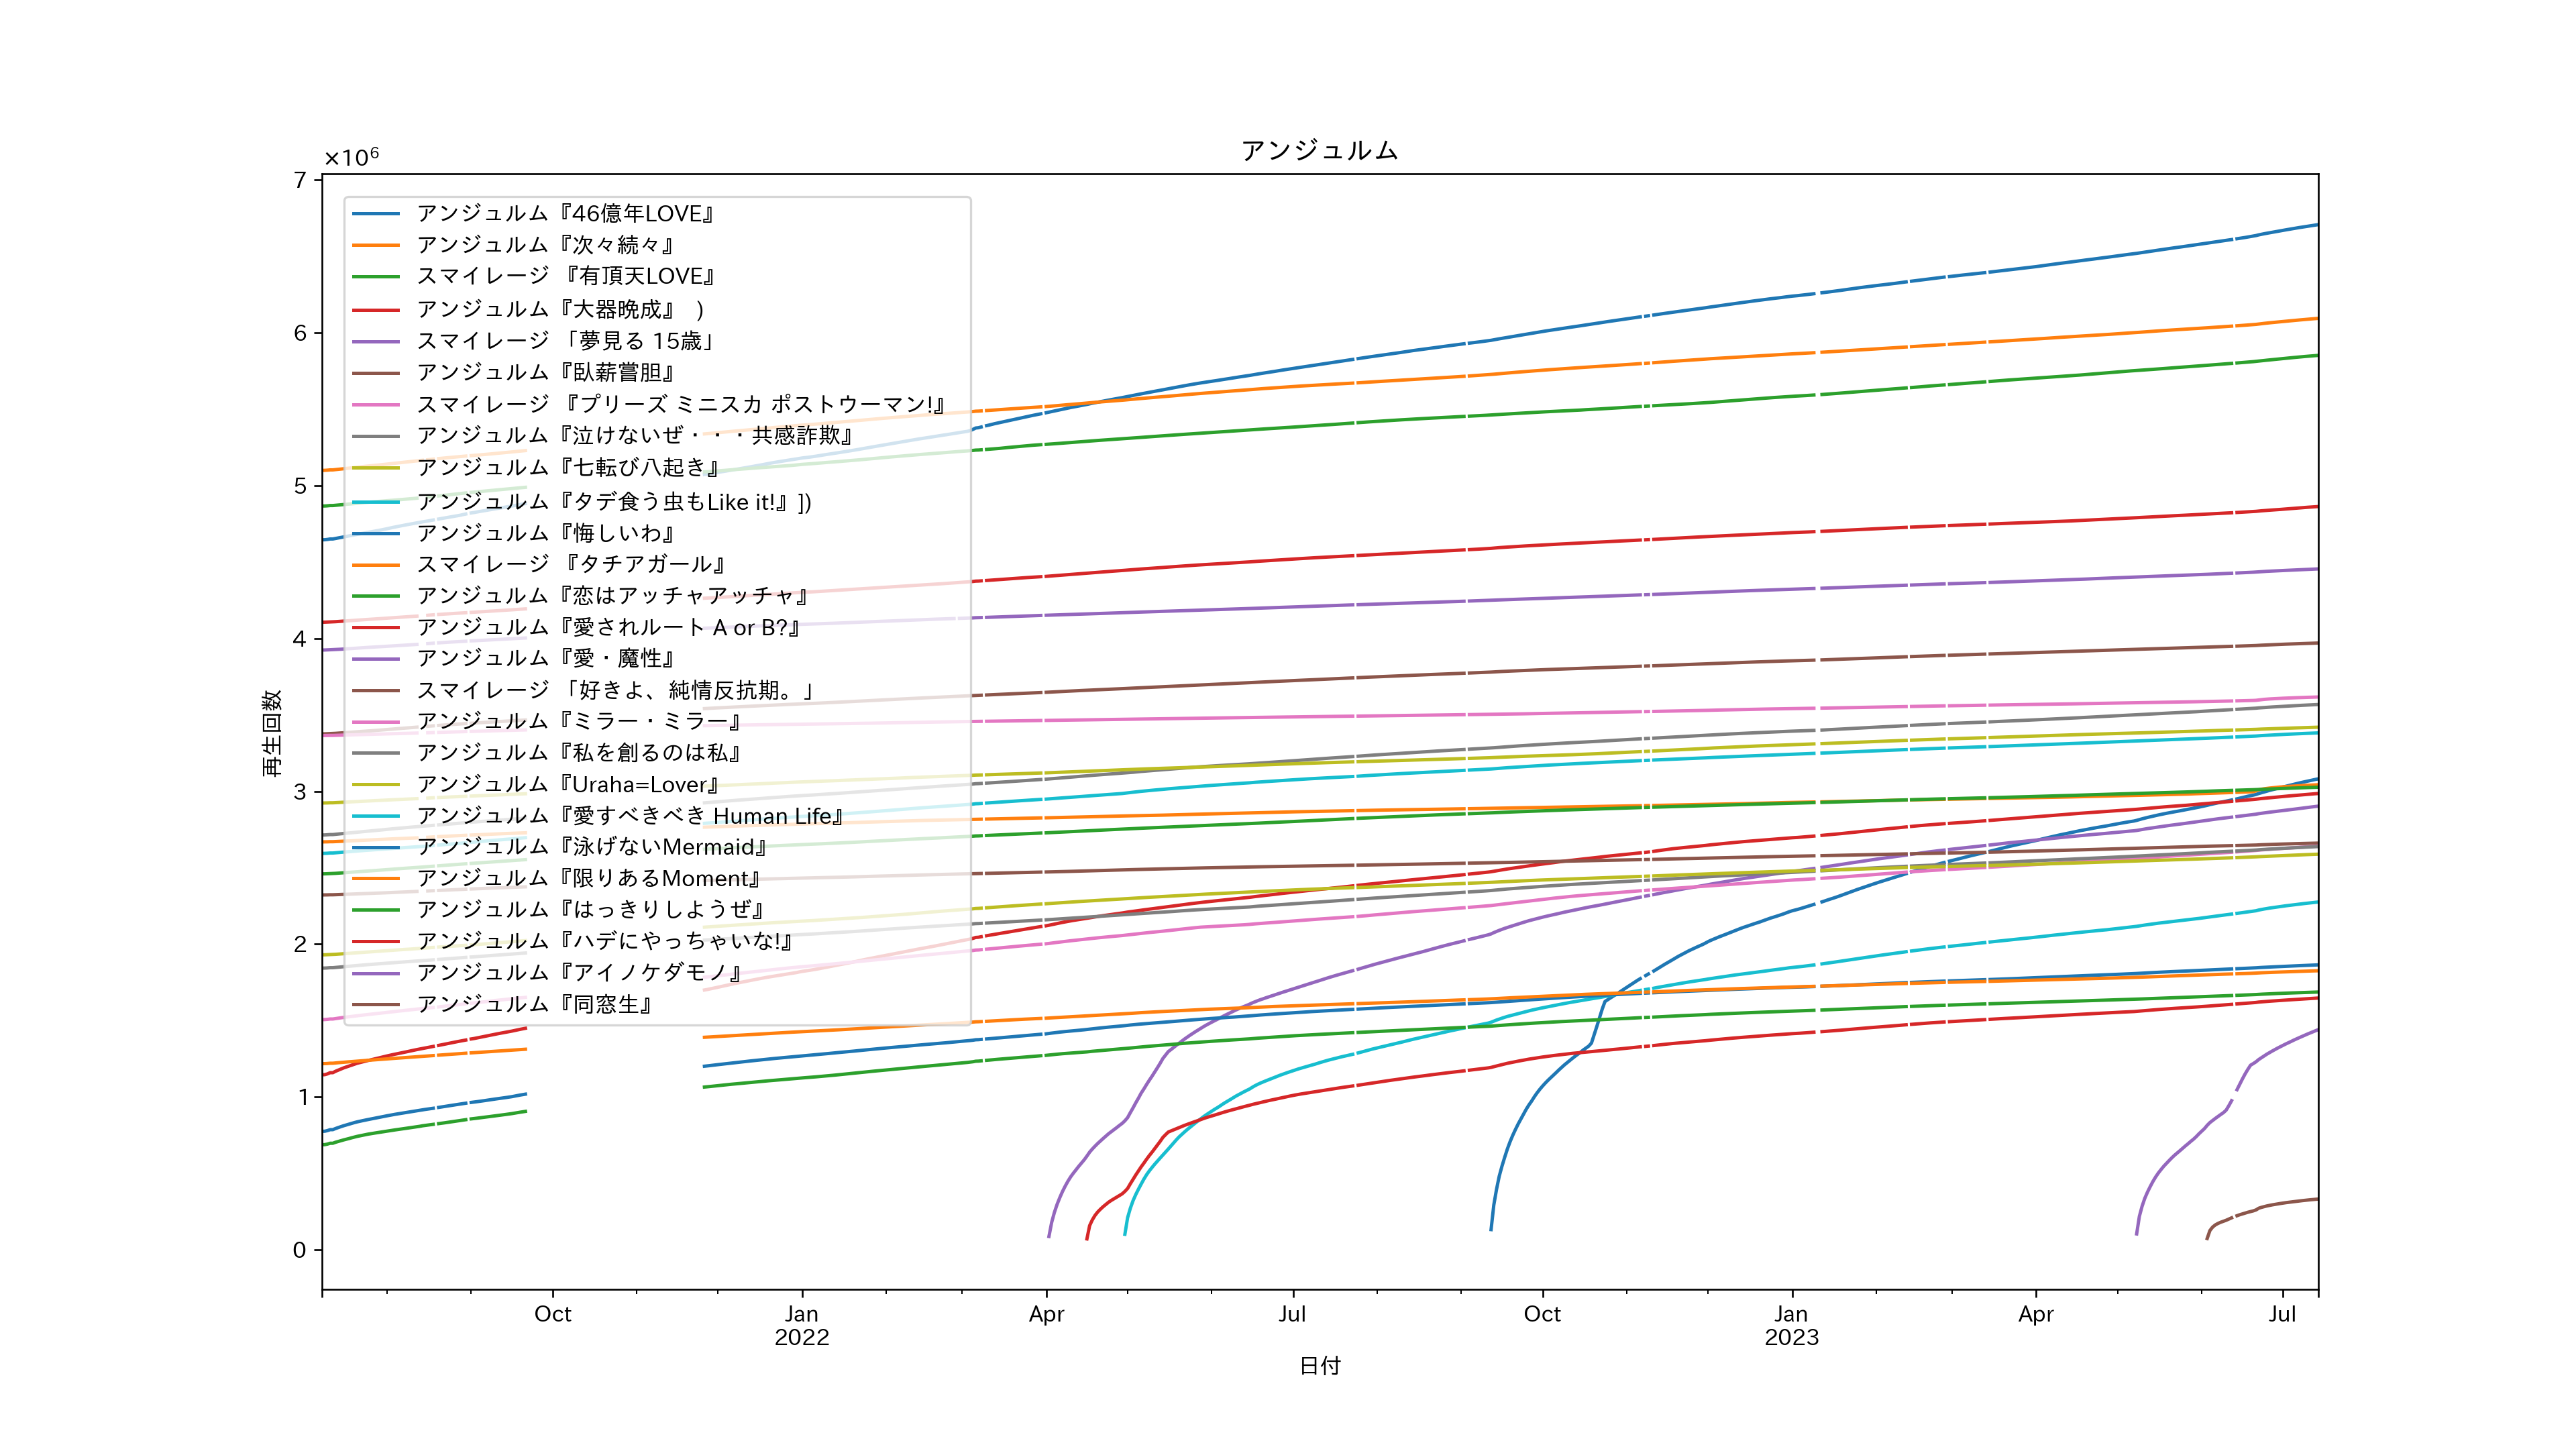 アンジュルム
×10⁶
7
6
5
4
3
2
1
0
再生回数
アンジュルム『46億年LOVE』
アンジュルム『次々続々』
スマイレージ 『有頂天LOVE』
アンジュルム『大器晩成』 )
スマイレージ 「夢見る 15歳」
アンジュルム『臥薪嘗胆』
スマイレージ 『プリーズ ミニスカ ポストウーマン!』
アンジュルム『泣けないぜ・・・共感詐欺』
アンジュルム『七転び八起き』
アンジュルム『タデ食う虫もLike it!』])
アンジュルム『悔しいわ』
スマイレージ 『タチアガール』
アンジュルム『恋はアッチャアッチャ』
アンジュルム『愛されルート A or B?』
アンジュルム『愛・魔性』
スマイレージ 「好きよ、純情反抗期。」
アンジュルム『ミラー・ミラー』
アンジュルム『私を創るのは私』
アンジュルム『Uraha=Lover』
アンジュルム『愛すべきべき Human Life』
アンジュルム『泳げないMermaid』
アンジュルム『限りあるMoment』
アンジュルム『はっきりしようぜ』
アンジュルム『ハデにやっちゃいな!』
アンジュルム『アイノケダモノ』
アンジュルム『同窓生』
Oct Jan Apr Jul Oct Jan Apr Jul
2022 2023
日付